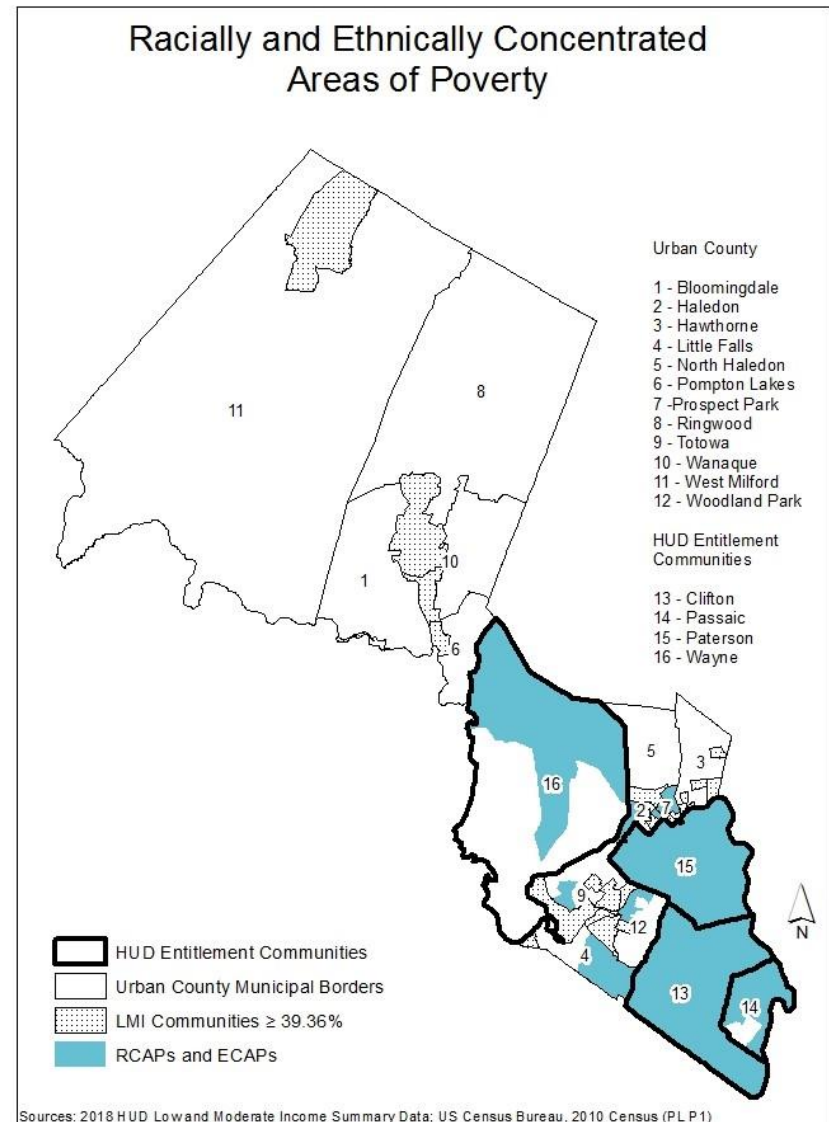 Racially and Ethnically Concentrated
Areas of Poverty
Urban County
1 - Bloomingdale
2 - Haledon
3 - Hawthorne
4 - Little Falls
5 - North Haledon
6 - Pompton Lakes
7 -Prospect Park
8 - Ringwood
9 - Totowa
10 - Wanaque
11 - West Milford
12 - Woodland Park
HUD Entitlement
Communities
13 - Clifton
14 - Passaic
15 - Paterson
16 - Wayne
11
8
10
1
6
5
3
16
2
7
15
9
12
4
13
14
N
HUD Entitlement Communities
Urban County Municipal Borders
LMI Communities ≥ 39.36%
RCAPs and ECAPs
Sources: 2018 HUD Low and Moderate Income Summary Data; US Census Bureau, 2010 Census (PL P1)